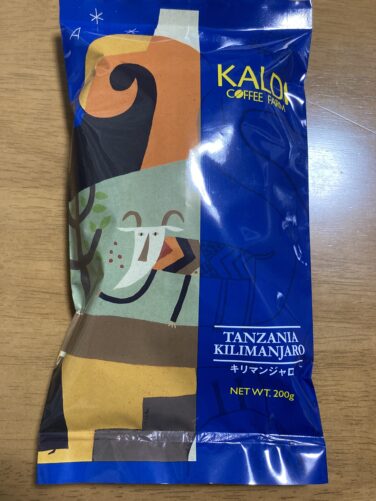 KALDI
COFFEE FARM
TANZANIA
KILIMANJARO
キリマンジャロ
NET WT. 200g